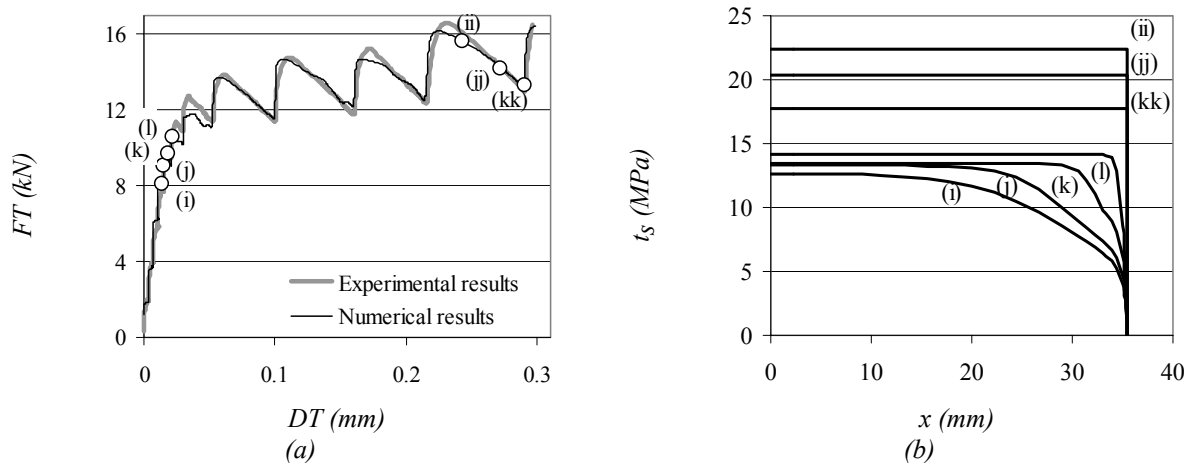 16
12
8
4
0
FT (kN)
(l)
(k)
(j)
(i)
(ii)
(jj)
(kk)
Experimental results
Numerical results
0 0.1 0.2 0.3
DT (mm)
(a)
25
20
15
10
5
0
t_s (MPa)
(ii)
(jj)
(kk)
(i)
(j)
(k)
(l)
0 10 20 30 40
x (mm)
(b)